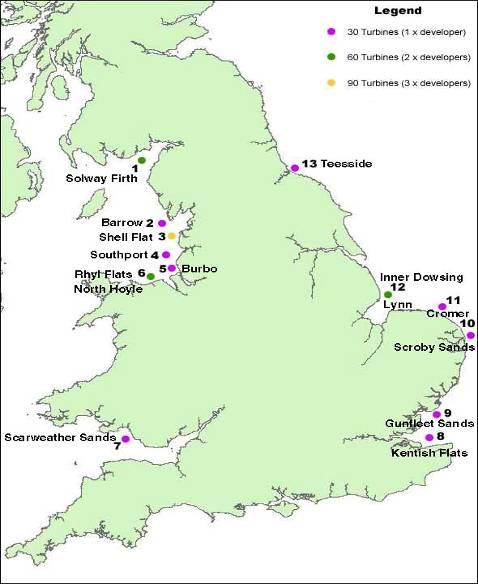 Legend
30 Turbines (1 x developer)
60 Turbines (2 x developers)
90 Turbines (3 x developers)
13 Teesside
1
Solway Firth
Barrow 2
Shell Flat 3
Southport 4
5 Burbo
Rhyl Flats 6
North Hoyle
Inner Dowsing
12
Lynn
11
Cromer
10
Scroby Sands
9
Gunfleet Sands
8
Kentish Flats
Scarweather Sands
7